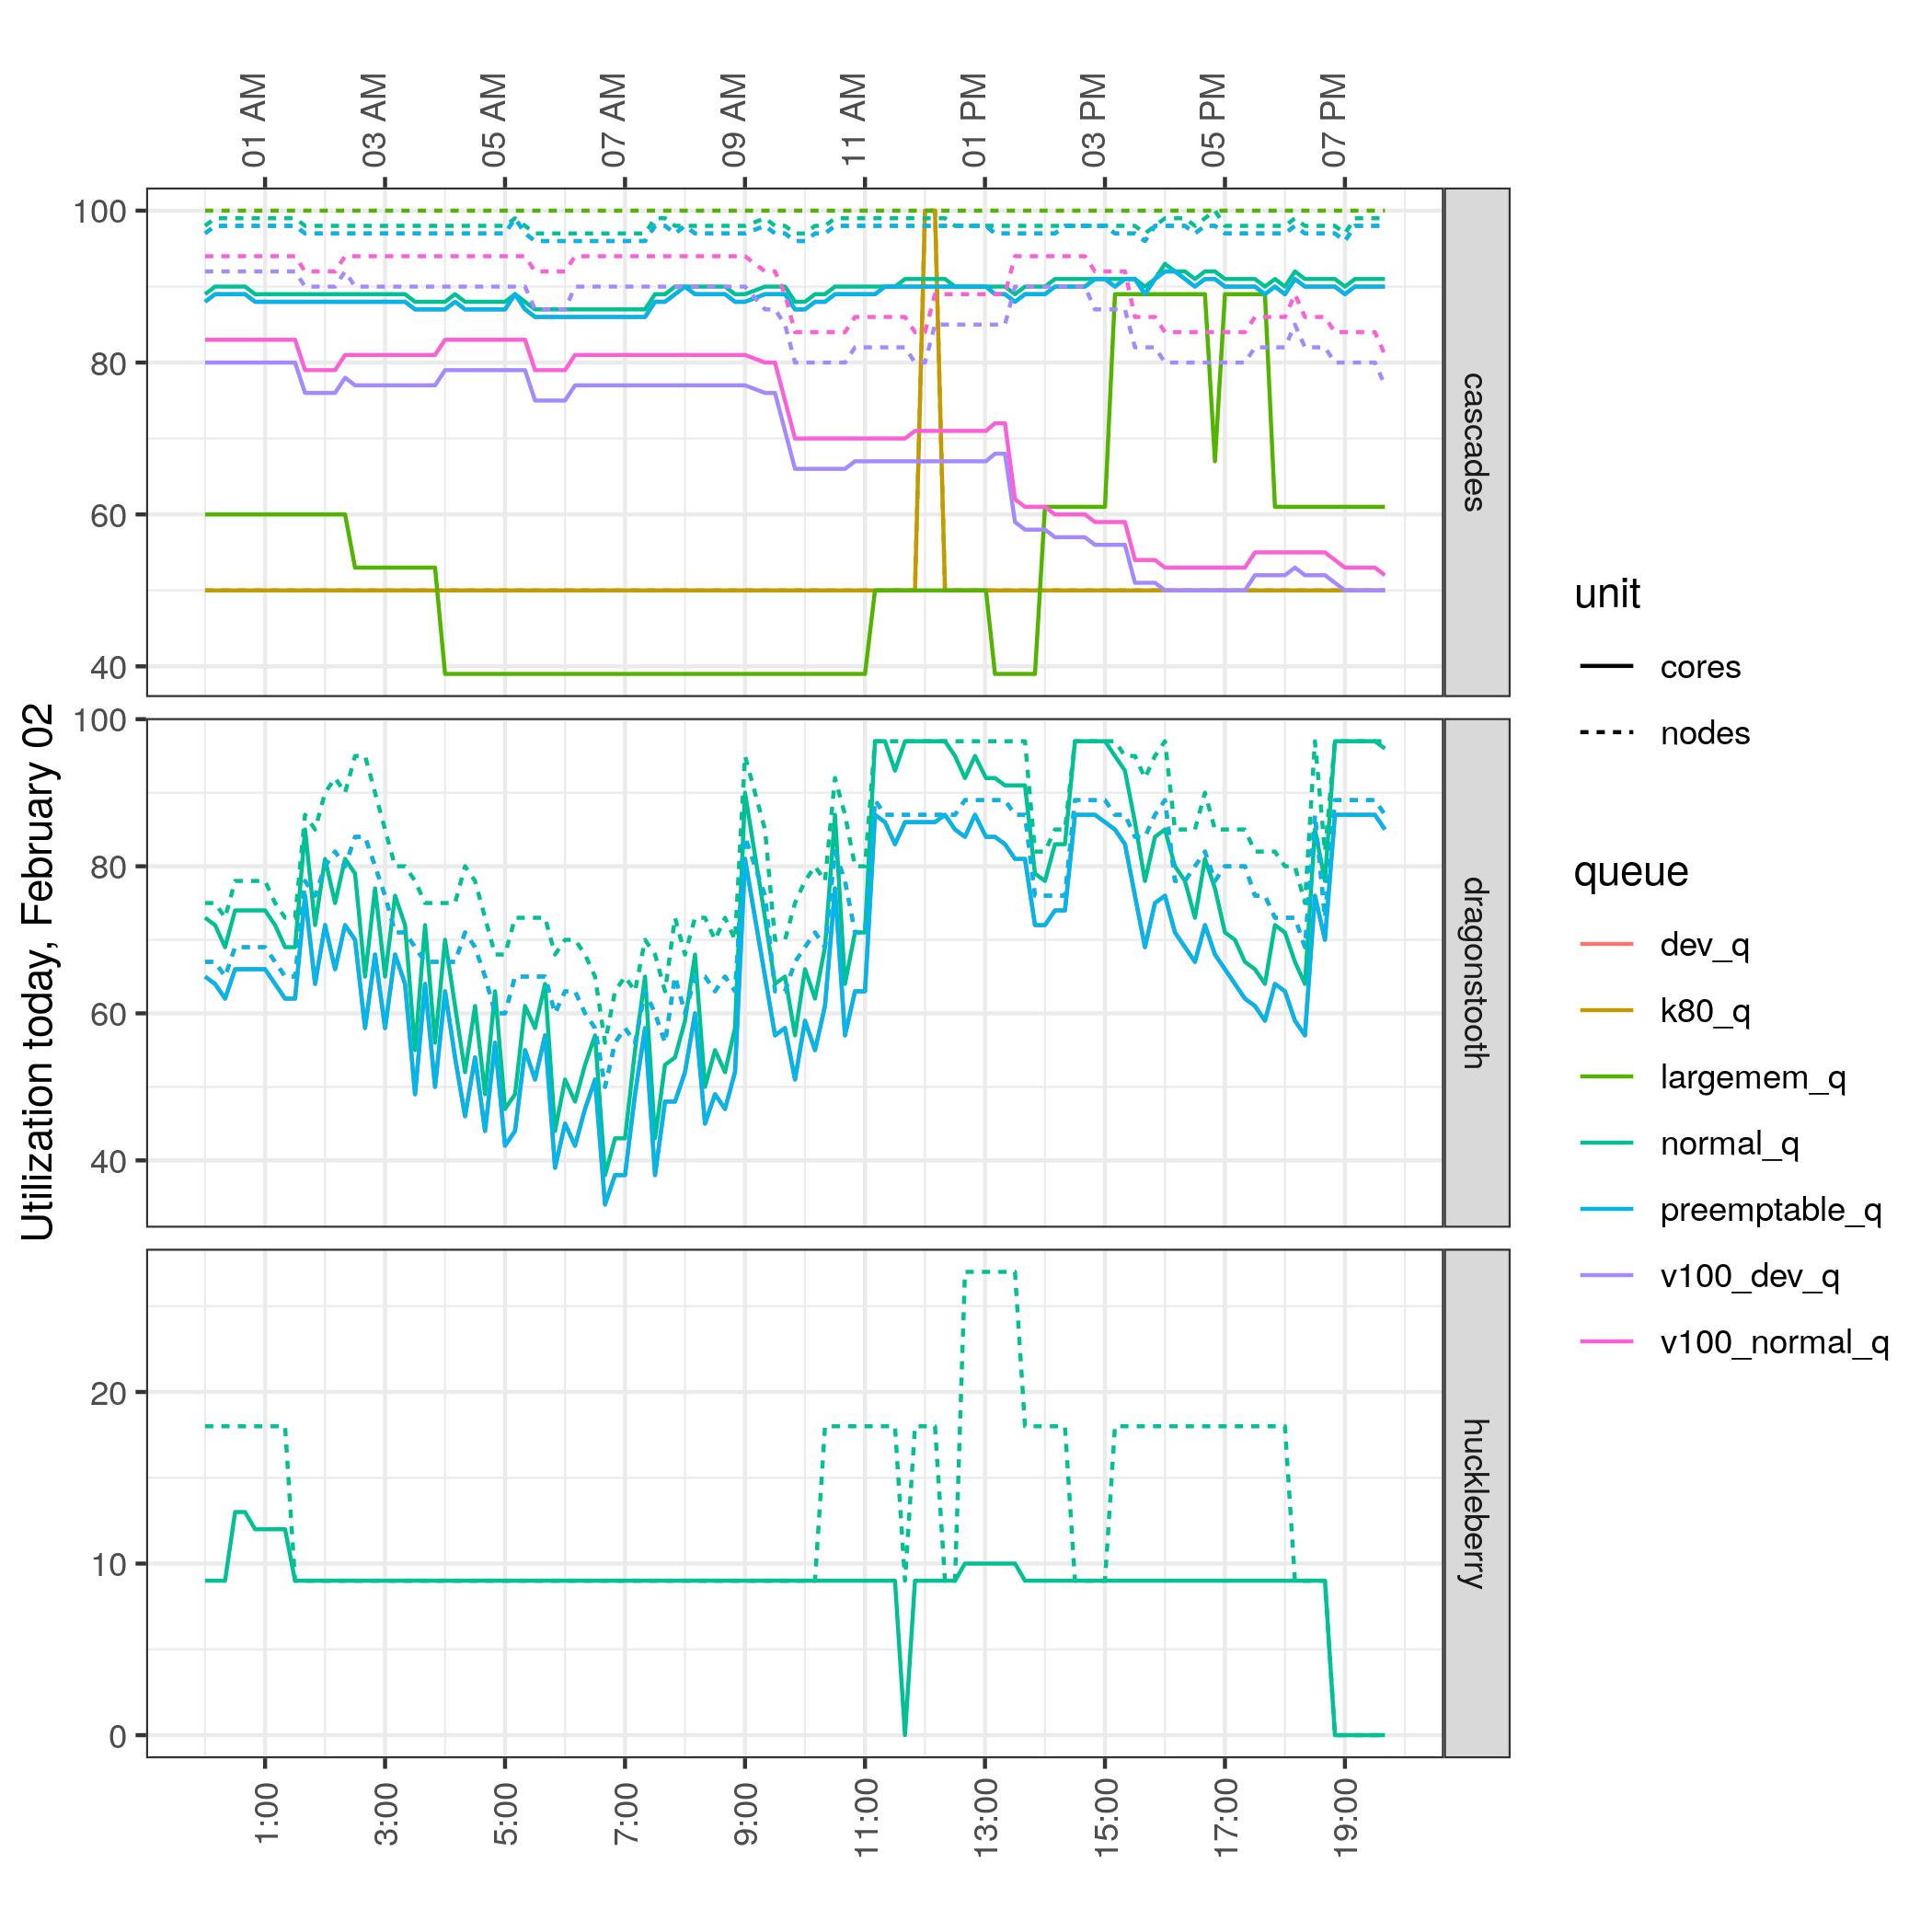 01 AM
03 AM
05 AM
07 AM
09 AM
11 AM
01 PM
03 PM
05 PM
07 PM
Utilization today, February 02
100
80
60
40
cascades
100
80
60
40
dragonstooth
20
10
0
huckleberry
1:00
3:00
5:00
7:00
9:00
11:00
13:00
15:00
17:00
19:00
unit
cores
nodes
queue
dev_q
k80_q
largemem_q
normal_q
preemptable_q
v100_dev_q
v100_normal_q